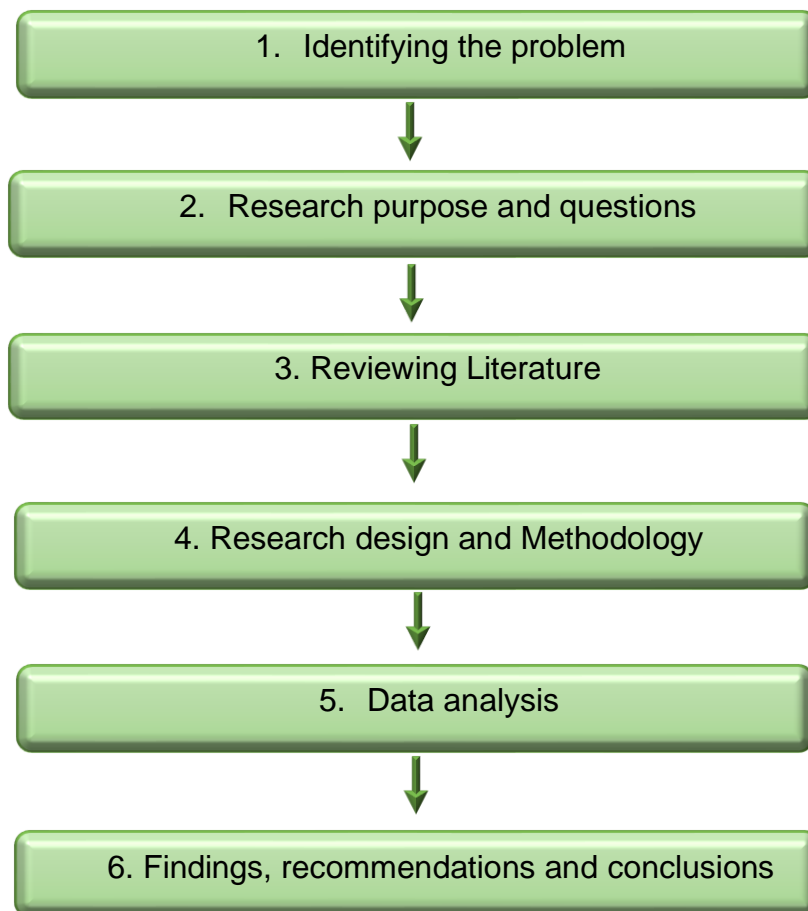 1. Identifying the problem
2. Research purpose and questions
3. Reviewing Literature
4. Research design and Methodology
5. Data analysis
6. Findings, recommendations and conclusions